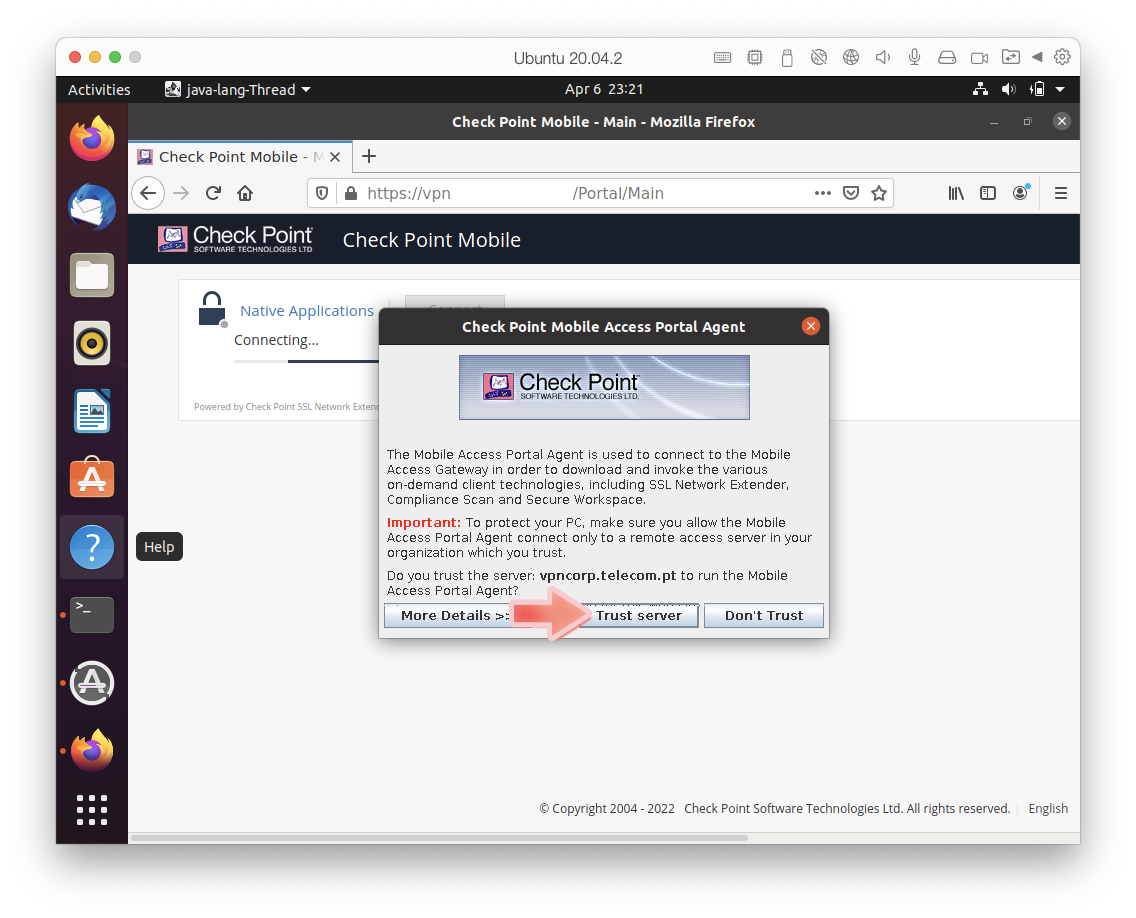 Ubuntu 20.04.2
Activities
java-lang-Thread
Apr 6 23:21
Check Point Mobile - Main - Mozilla Firefox
Check Point Mobile - M
https://vpn /Portal/Main
Check Point
SOFTWARE TECHNOLOGIES LTD
Check Point Mobile
Native Applications
Connect
Connecting...
Powered by Check Point SSL Network Extend
Check Point Mobile Access Portal Agent
Check Point
SOFTWARE TECHNOLOGIES LTD.
The Mobile Access Portal Agent is used to connect to the Mobile
Access Gateway in order to download and invoke the various
on-demand client technologies, including SSL Network Extender,
Compliance Scan and Secure Workspace.
Important: To protect your PC, make sure you allow the Mobile
Access Portal Agent connect only to a remote access server in your
organization which you trust.
Do you trust the server: vpncorp.telecom.pt to run the Mobile
Access Portal Agent?
More Details >>
Trust server
Don't Trust
Help
© Copyright 2004 - 2022 Check Point Software Technologies Ltd. All rights reserved.
English